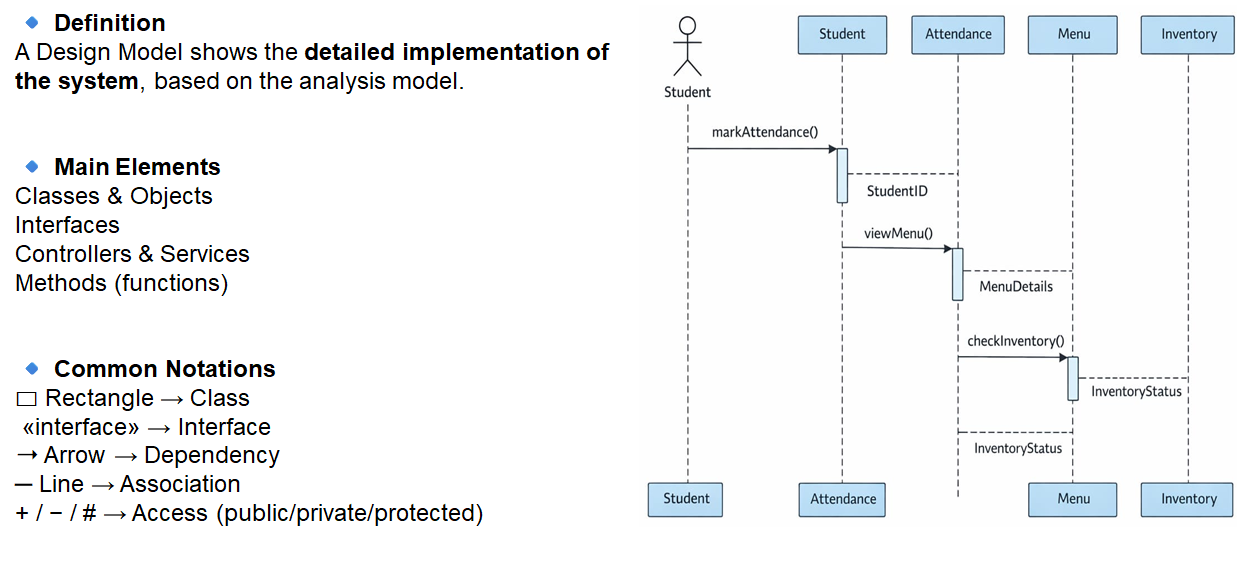 Definition
A Design Model shows the detailed implementation of
the system, based on the analysis model.
Main Elements
Classes & Objects
Interfaces
Controllers & Services
Methods (functions)
Common Notations
□ Rectangle → Class
«interface» → Interface
→ Arrow → Dependency
─ Line → Association
+ / − / # → Access (public/private/protected)
Student
Attendance
Menu
Inventory
Student
markAttendance()
StudentID
viewMenu()
MenuDetails
checkInventory()
InventoryStatus
InventoryStatus
Student
Attendance
Menu
Inventory